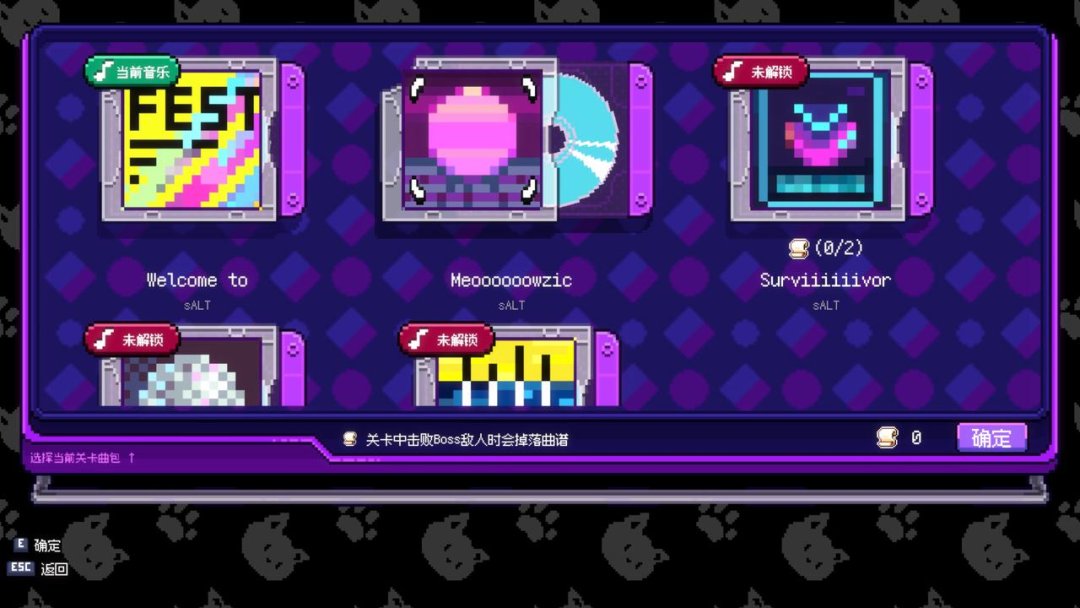 当前音乐
未解锁
FEST
(0/2)
Welcome to
Meoooooowzic
Surviiiiiivor
sALT
sALT
sALT
未解锁
未解锁
关卡中击败Boss敌人时会掉落曲谱
0
确定
选择当前关卡曲包 ↑
E 确定
ESC 返回